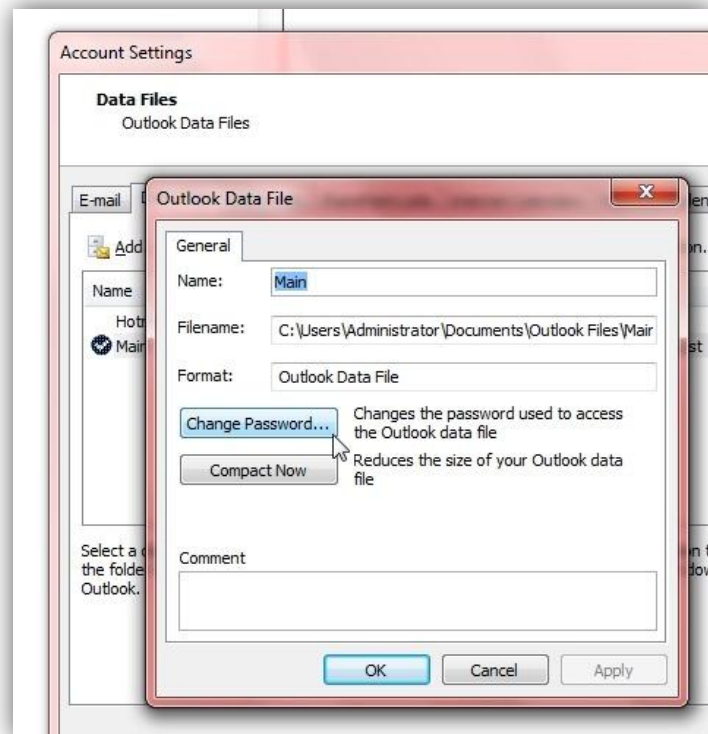 Account Settings
Data Files
Outlook Data Files
E-mail
Outlook Data File
Add
General
Name
Name:
Main
Filename:
C:\Users\Administrator\Documents\Outlook Files\Mair
Format:
Outlook Data File
Change Password...
Changes the password used to access
the Outlook data file
Compact Now
Reduces the size of your Outlook data
file
Select a
the folde
Outlook.
Comment
OK
Cancel
Apply